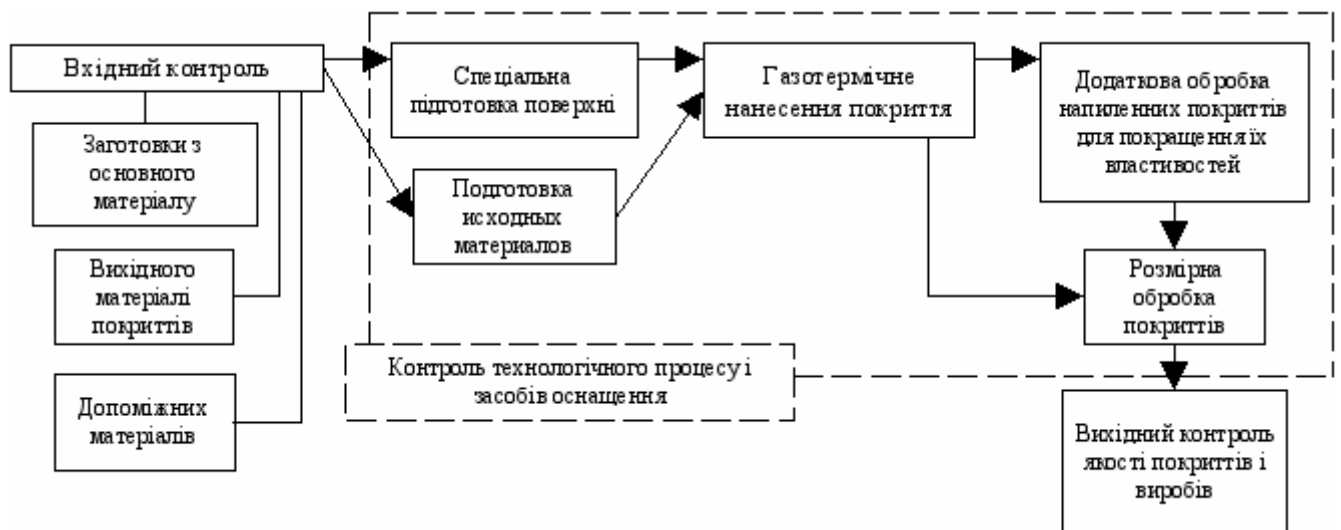 Вхідний контроль
Заготовки з
основного
матеріалу
Вихідного
матеріалі
покриттів
Допоміжних
матеріалів
Спеціальна
підготовка поверхні
Подготовка
исходных
материалов
Газотермічне
нанесення покриття
Додаткова обробка
напиленних покриттів
для покращення їх
властивостей
Розмірна
обробка
покриттів
Контроль технологічного процесу і
засобів оснащення
Вихідний контроль
якості покриттів і
виробів